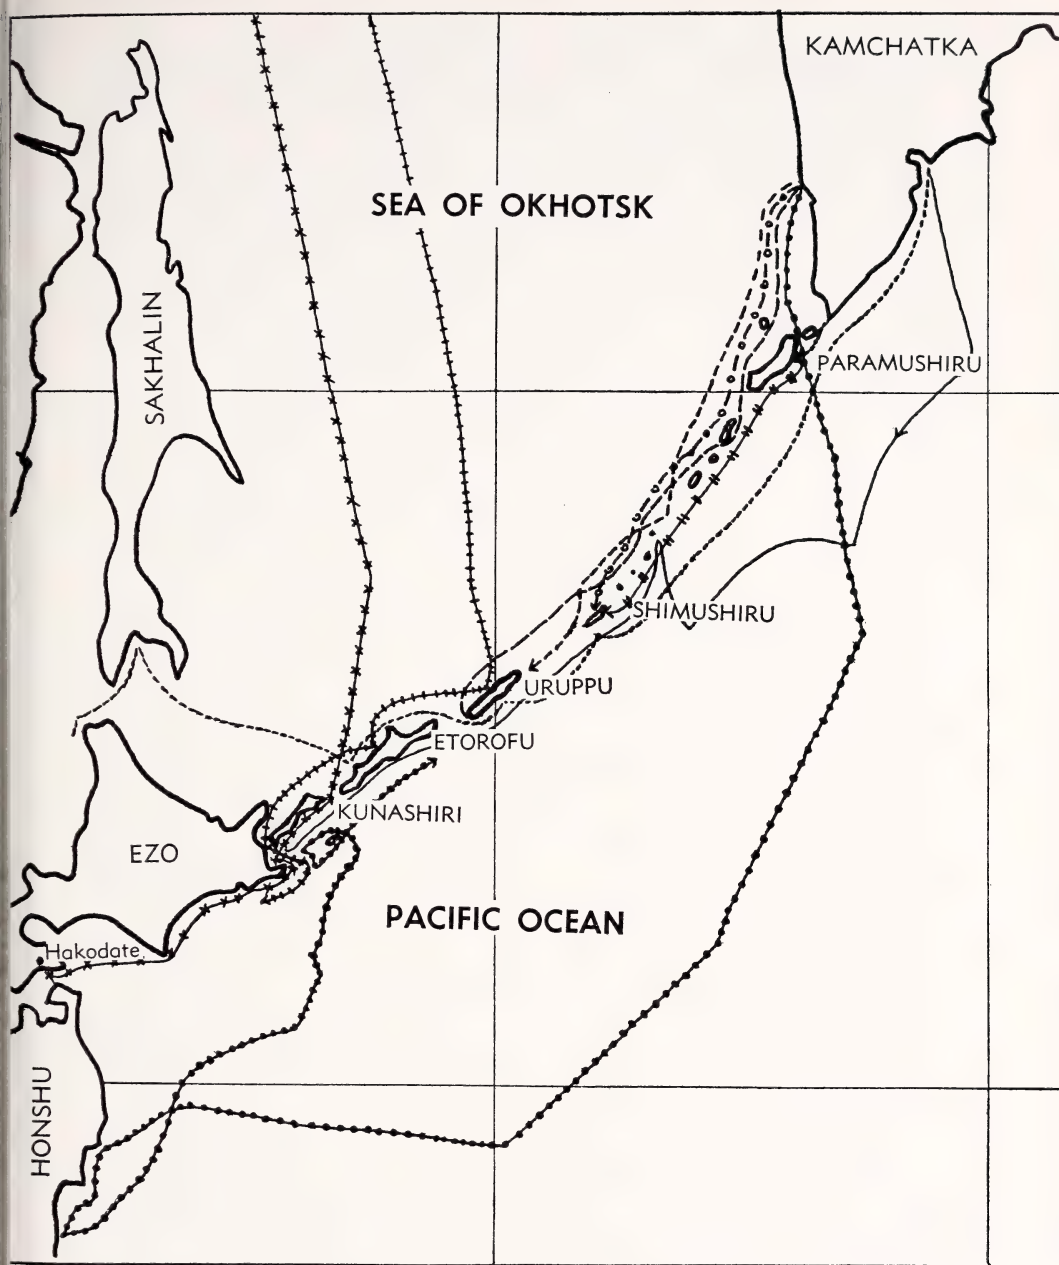 KAMCHATKA
SEA OF OKHOTSK
SAKHALIN
PARAMUSHIRU
SHIMUSHIRU
URUPPU
ETOROFU
KUNASHIRI
EZO
PACIFIC OCEAN
Hakodate
HONSHU